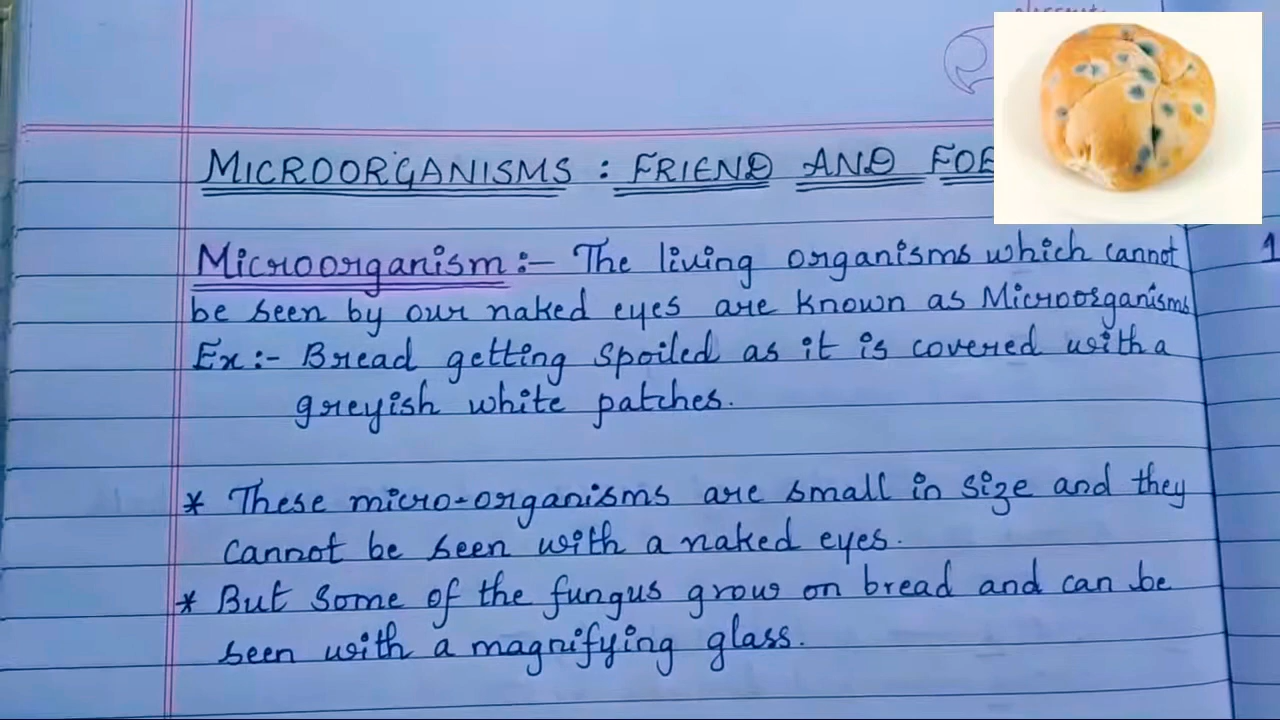 MICROORGANISMS : FRIEND AND FOE
Microorganism :- The living organisms which cannot
be seen by our naked eyes are known as Microorganisms
Ex :- Bread getting spoiled as it is covered with a
greyish white patches.
* These micro-organisms are small in size and they
cannot be seen with a naked eyes.
* But some of the fungus grow on bread and can be
seen with a magnifying glass.
1